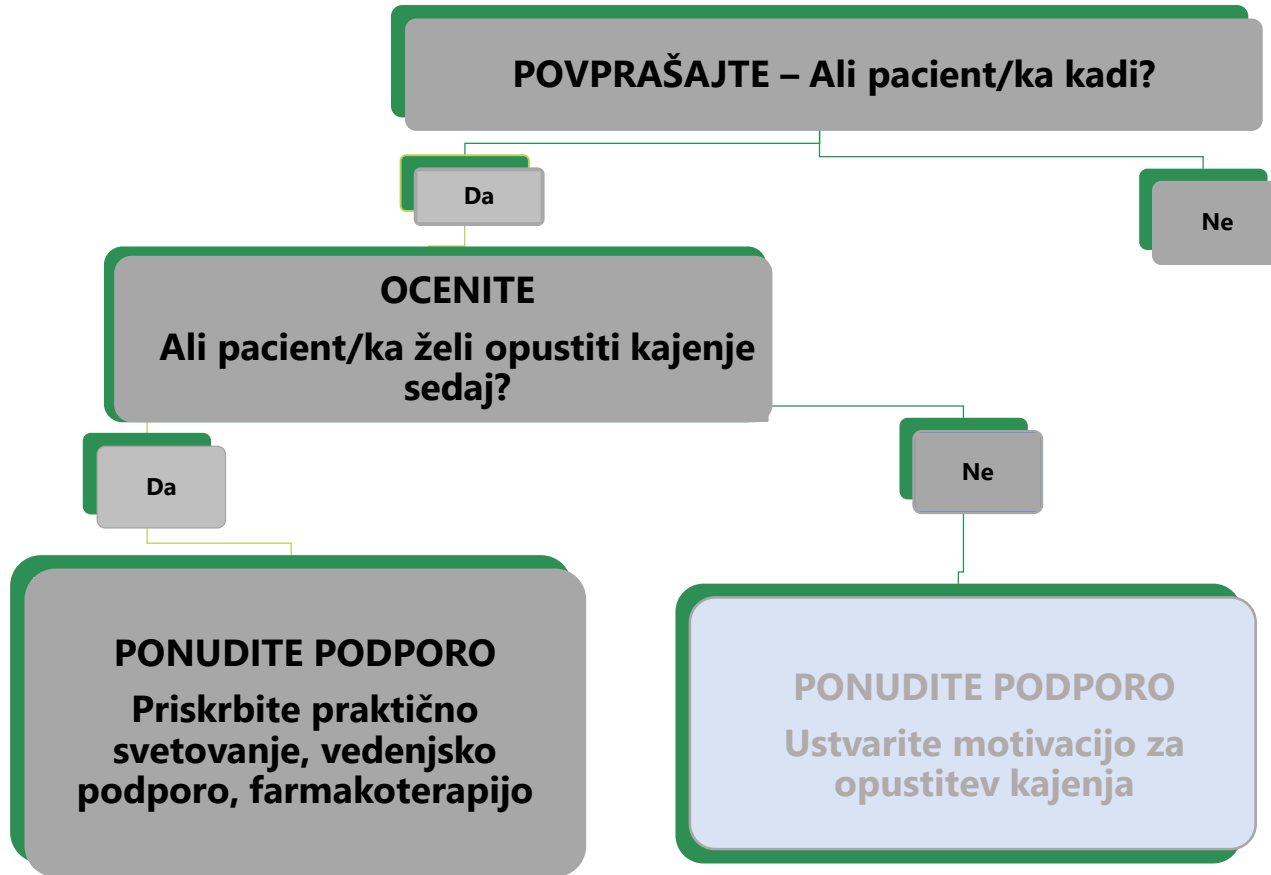 POVPRAŠAJTE – Ali pacient/ka kadi?
Da
Ne
OCENITE
Ali pacient/ka želi opustiti kajenje
sedaj?
Da
Ne
PONUDITE PODPORO
Priskrbite praktično
svetovanje, vedenjsko
podporo, farmakoterapijo
PONUDITE PODPORO
Ustvarite motivacijo za
opustitev kajenja